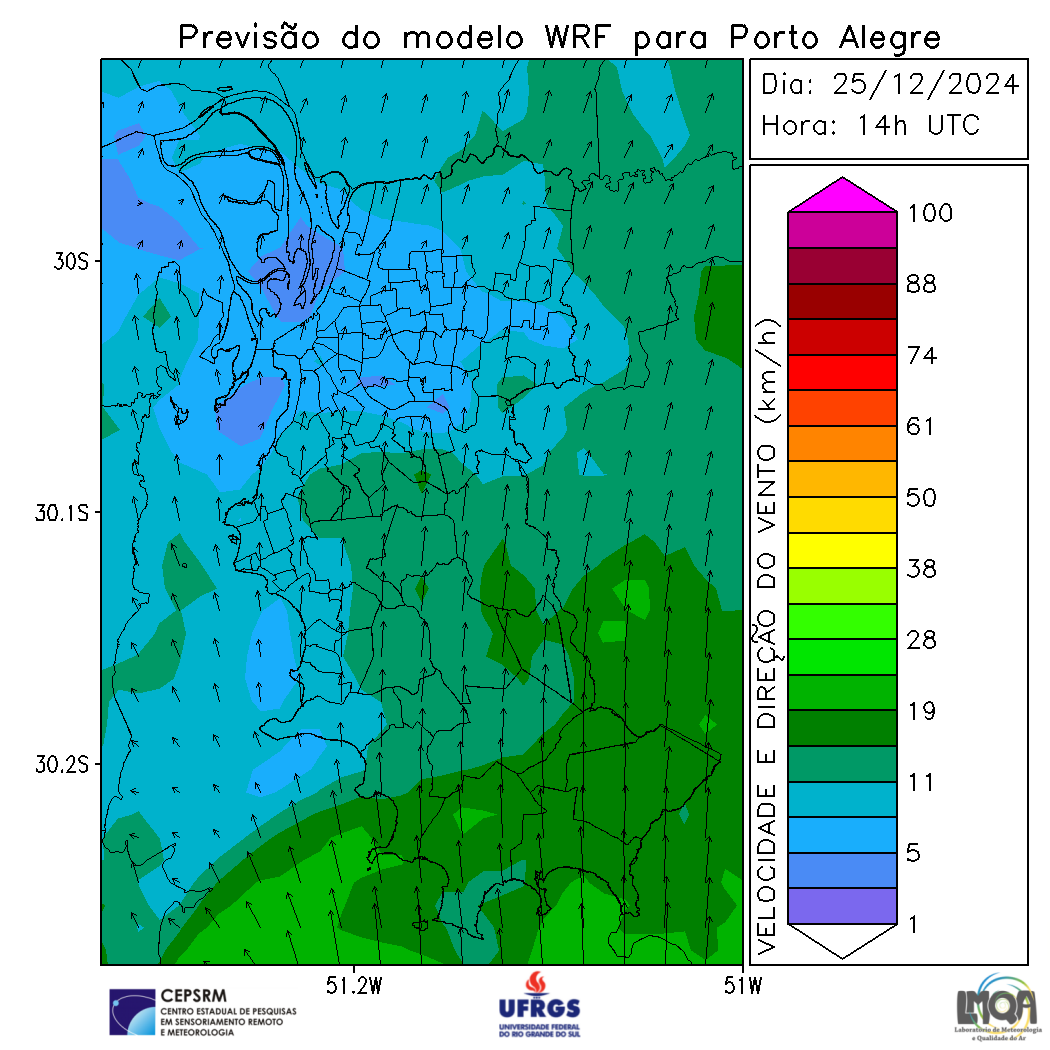 Previsão do modelo WRF para Porto Alegre
Dia: 25/12/2024
Hora: 14h UTC
30S
30.1S
30.2S
51.2W
51W
VELOCIDADE E DIREÇÃO DO VENTO (km/h)
100
88
74
61
50
38
28
19
11
5
1
CEPSRM
CENTRO ESTADUAL DE PESQUISAS
EM SENSORIAMENTO REMOTO
E METEOROLOGIA
UFRGS
UNIVERSIDADE FEDERAL
DO RIO GRANDE DO SUL
LMQA
Laboratório de Meteorologia
e Qualidade do Ar